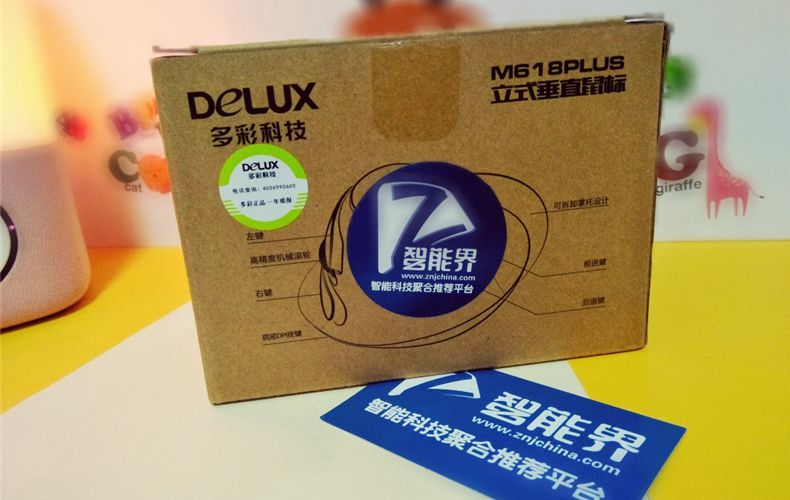 DeLUX
多彩科技
M618PLUS
立式垂直鼠标
DeLUX
多彩科技
电话查询：4006990600
多彩正品 一年质保
左键
高精度机械滚轮
右键
底部DPI按键
可拆卸掌托设计
前进键
后退键
智能界
www.znjchina.com
智能科技聚合推荐平台
cat
G
giraffe
智能界
www.znjchina.com
智能科技聚合推荐平台